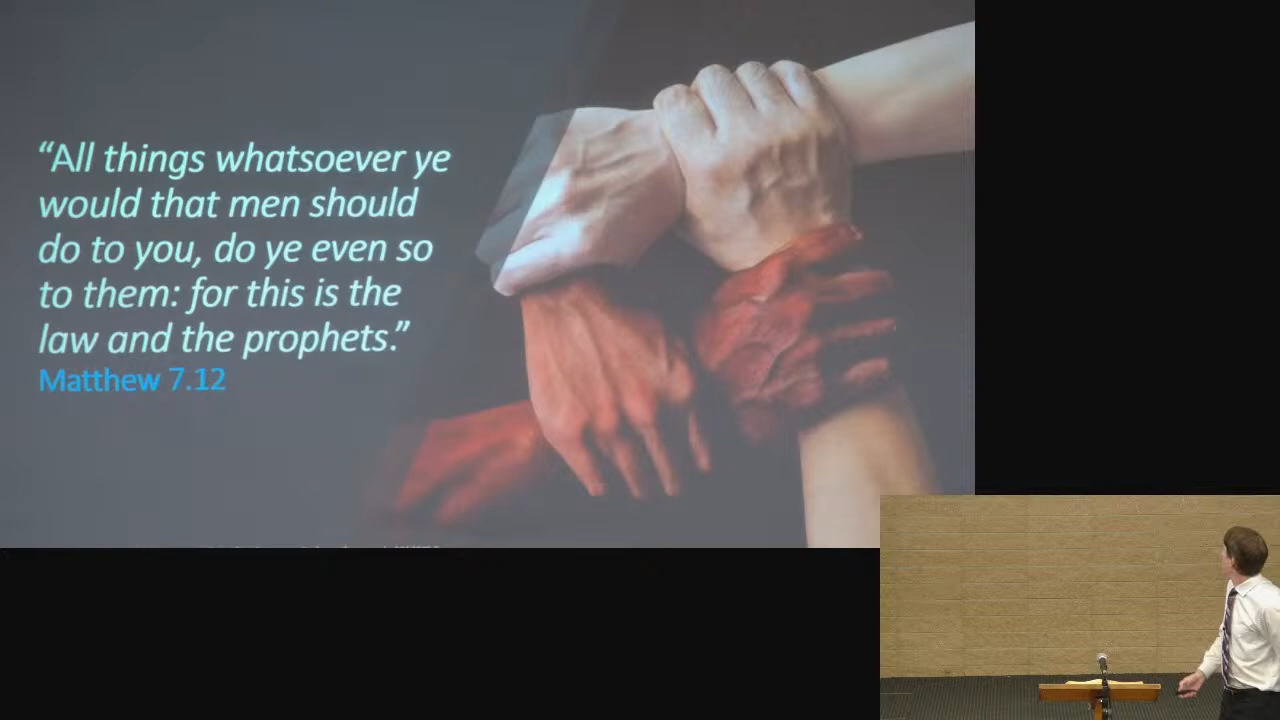 “All things whatsoever ye
would that men should
do to you, do ye even so
to them: for this is the
law and the prophets.”
Matthew 7.12